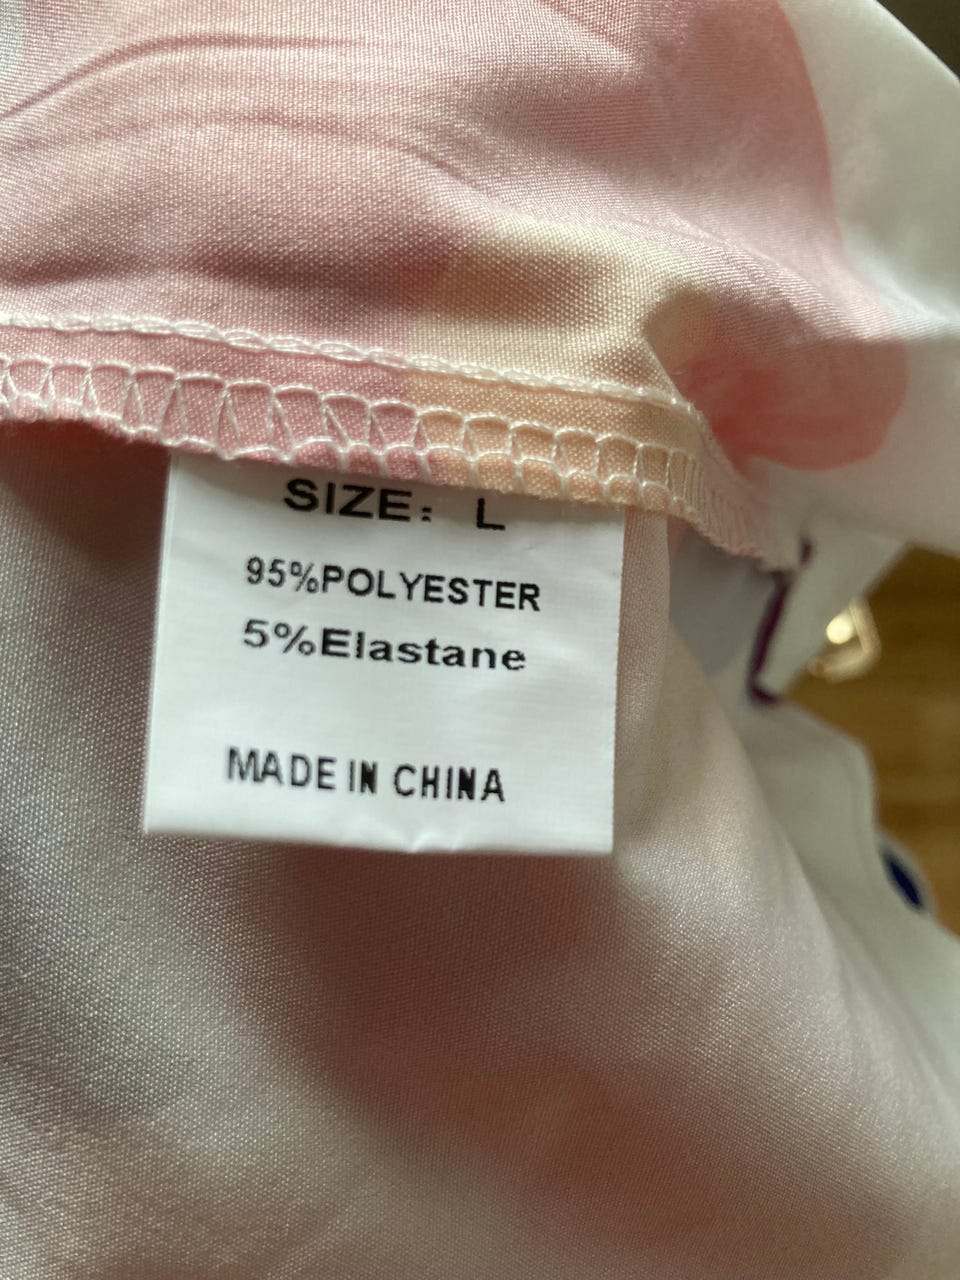 SIZE: L
95%POLYESTER
5%Elastane
MADE IN CHINA